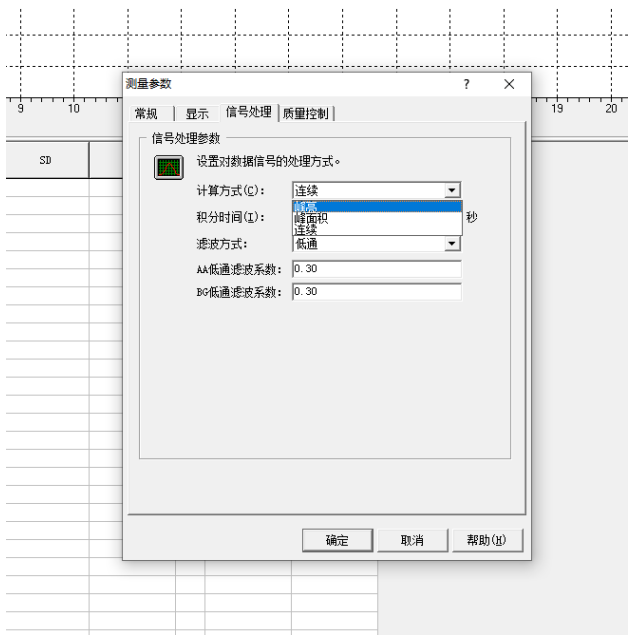 测量参数 ? ×
9 10 19 20
常规 显示 信号处理 质量控制
SD
信号处理参数
设置对数据信号的处理方式。
计算方式(C): 连续
峰高
积分时间(I): 峰面积 秒
连续
滤波方式: 低通
AA低通滤波系数: 0.30
BG低通滤波系数: 0.30
确定 取消 帮助(H)